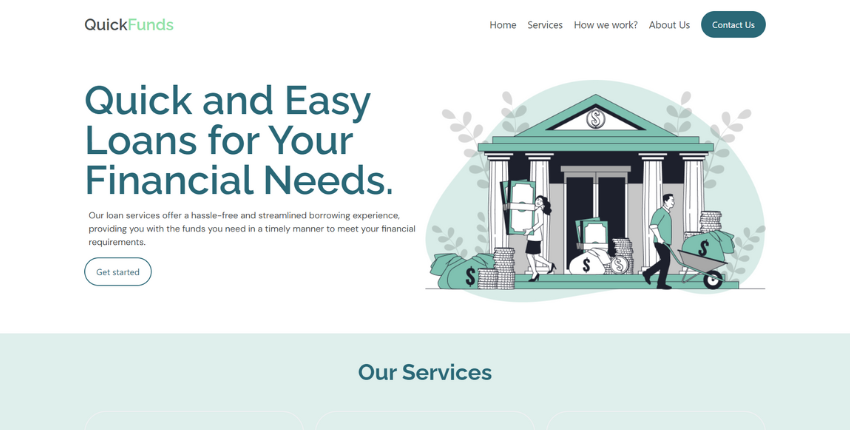 QuickFunds
Home Services How we work? About Us Contact Us
Quick and Easy
Loans for Your
Financial Needs.
Our loan services offer a hassle-free and streamlined borrowing experience,
providing you with the funds you need in a timely manner to meet your financial
requirements.
Get started
$
$
$
$
Our Services